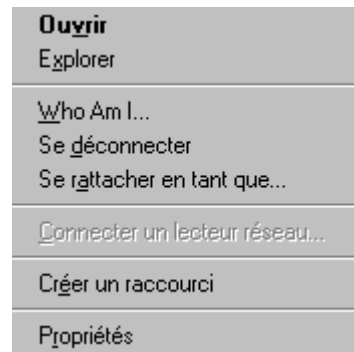 Ouvrir
Explorer
Who Am I...
Se déconnecter
Se rattacher en tant que...
Connecter un lecteur réseau...
Créer un raccourci
Propriétés